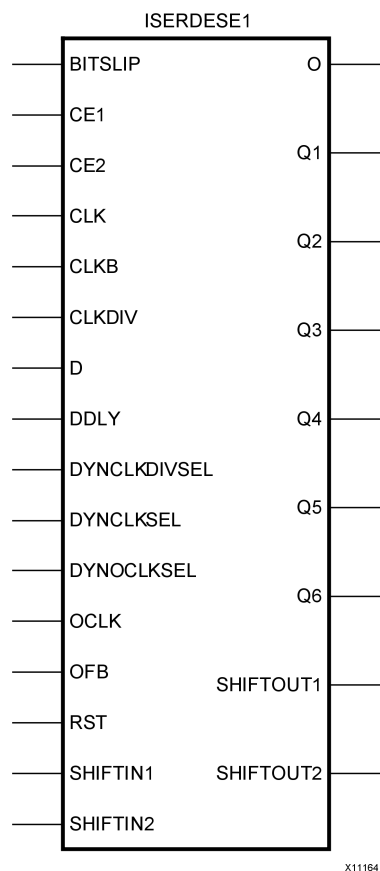 ISERDESE1
BITSLIP
O
CE1
Q1
CE2
CLK
Q2
CLKB
CLKDIV
Q3
D
DDLY
Q4
DYNCLKDIVSEL
DYNCLKSEL
Q5
DYNOCLKSEL
Q6
OCLK
OFB
SHIFTOUT1
RST
SHIFTIN1
SHIFTOUT2
SHIFTIN2
X11164